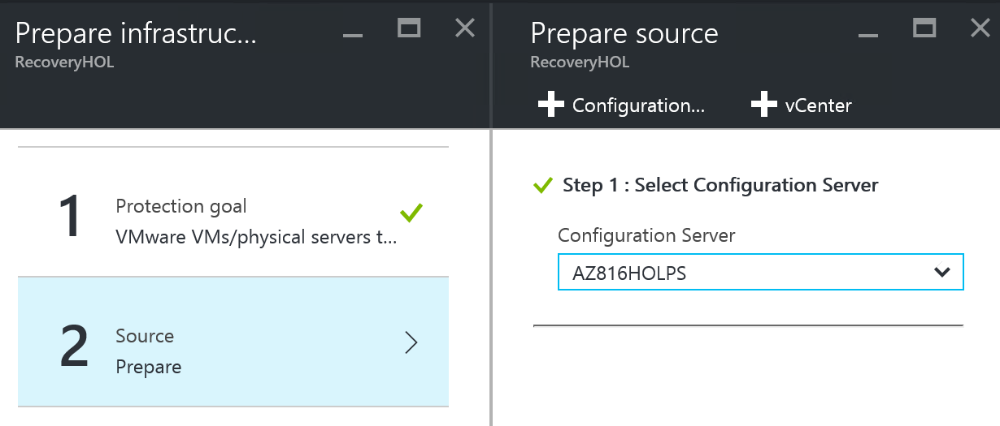 Prepare infrastruc...
RecoveryHOL
1
Protection goal
VMware VMs/physical servers t...
2
Source
Prepare
Prepare source
RecoveryHOL
Configuration...
vCenter
Step 1 : Select Configuration Server
Configuration Server
AZ816HOLPS